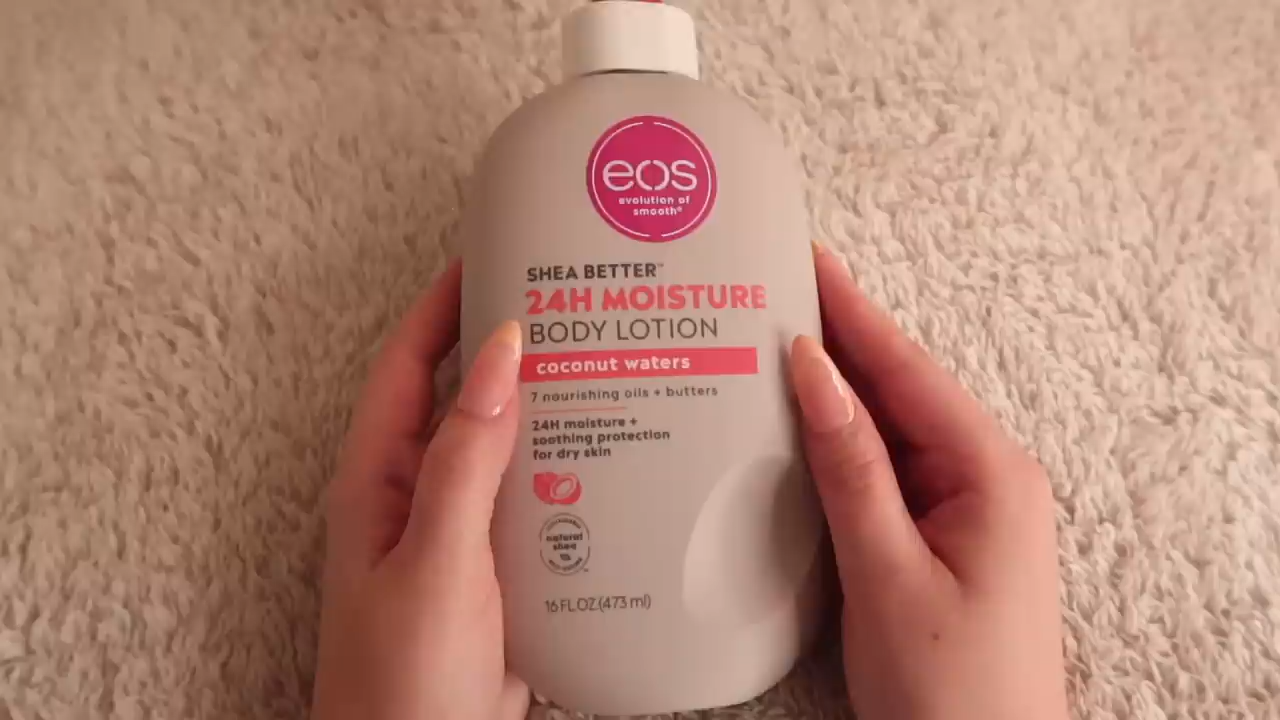 eos
evolution of
smooth®
SHEA BETTER™
24H MOISTURE
BODY LOTION
coconut waters
7 nourishing oils + butters
24H moisture +
soothing protection
for dry skin
natural
shea
16 FL OZ (473 ml)